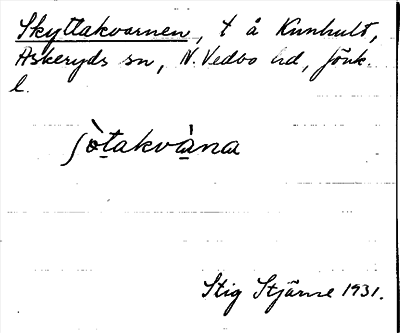 Skyttakvarnen, t å Kunhult,
Askeryds sn, N. Vedbo hd, Jönk.
l.
ʃòtakvàna
Stig Stjärne 1931.